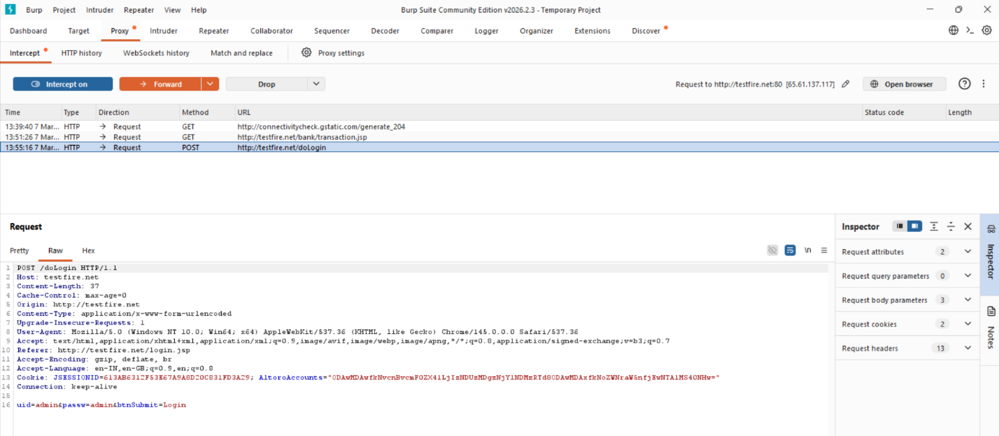 Burp Project Intruder Repeater View Help Burp Suite Community Edition v2026.2.3 - Temporary Project
Dashboard Target Proxy Intruder Repeater Collaborator Sequencer Decoder Comparer Logger Organizer Extensions Discover
Intercept HTTP history WebSockets history Match and replace Proxy settings
Intercept on Forward Drop Request to http://testfire.net:80 [65.61.137.117] Open browser
Time Type Direction Method URL Status code Length
13:39:40 7 Mar... HTTP → Request GET http://connectivitycheck.gstatic.com/generate_204
13:51:26 7 Mar... HTTP → Request GET http://testfire.net/bank/transaction.jsp
13:55:16 7 Mar... HTTP → Request POST http://testfire.net/doLogin
Request
Pretty Raw Hex \n
1 POST /doLogin HTTP/1.1
2 Host: testfire.net
3 Content-Length: 37
4 Cache-Control: max-age=0
5 Origin: http://testfire.net
6 Content-Type: application/x-www-form-urlencoded
7 Upgrade-Insecure-Requests: 1
8 User-Agent: Mozilla/5.0 (Windows NT 10.0; Win64; x64) AppleWebKit/537.36 (KHTML, like Gecko) Chrome/145.0.0.0 Safari/537.36
9 Accept: text/html,application/xhtml+xml,application/xml;q=0.9,image/avif,image/webp,image/apng,*/*;q=0.8,application/signed-exchange;v=b3;q=0.7
10 Referer: http://testfire.net/login.jsp
11 Accept-Encoding: gzip, deflate, br
12 Accept-Language: en-IN,en-GB;q=0.9,en;q=0.8
13 Cookie: JSESSIONID= AltoroAccounts=
14 Connection: keep-alive
15
16 uid=admin&passw=admin&btnSubmit=Login
Inspector
Request attributes 2
Request query parameters 0
Request body parameters 3
Request cookies 2
Request headers 13
Inspector
Notes